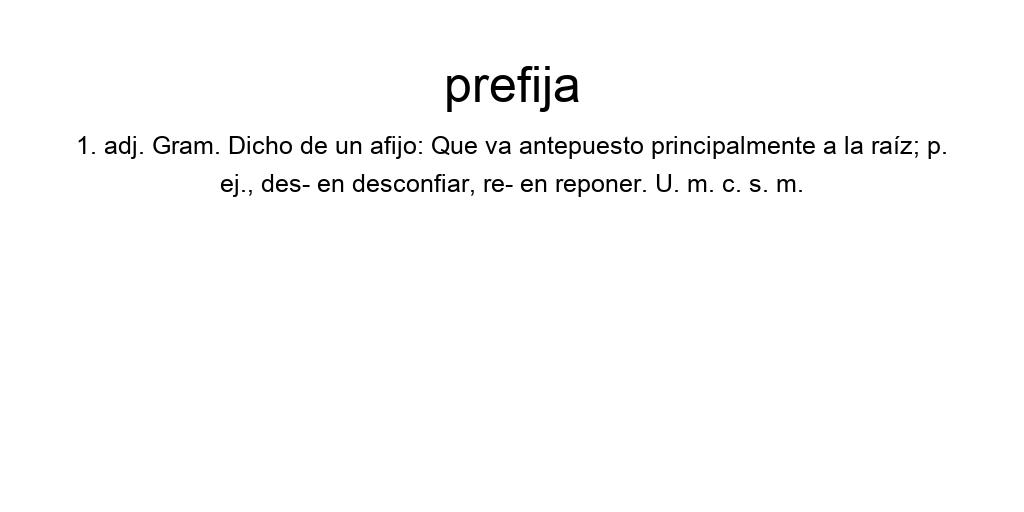 prefija
1. adj. Gram. Dicho de un afijo: Que va antepuesto principalmente a la raíz; p.
ej., des- en desconfiar, re- en reponer. U. m. c. s. m.